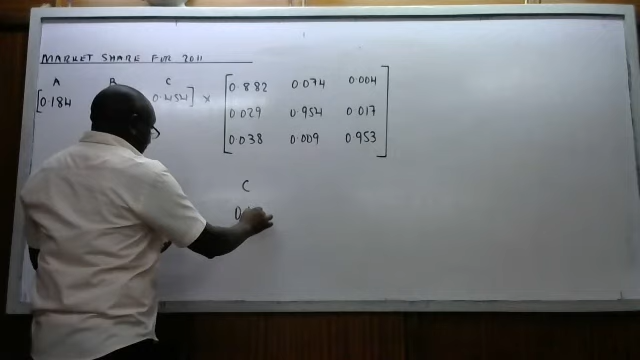 MARKET SHARE FOR 2011
A B C
[0.184 0.454] × [0.882 0.074 0.004
0.029 0.954 0.017
0.038 0.009 0.953]
C